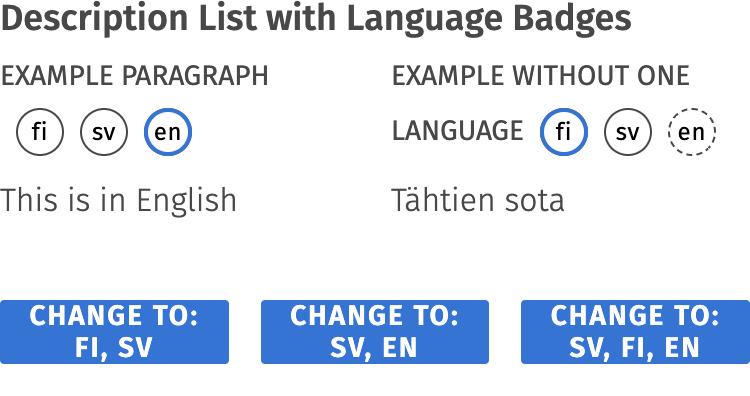 Description List with Language Badges
EXAMPLE PARAGRAPH
fi sv en
This is in English
EXAMPLE WITHOUT ONE
LANGUAGE fi sv en
Tähtien sota
CHANGE TO:
FI, SV
CHANGE TO:
SV, EN
CHANGE TO:
SV, FI, EN